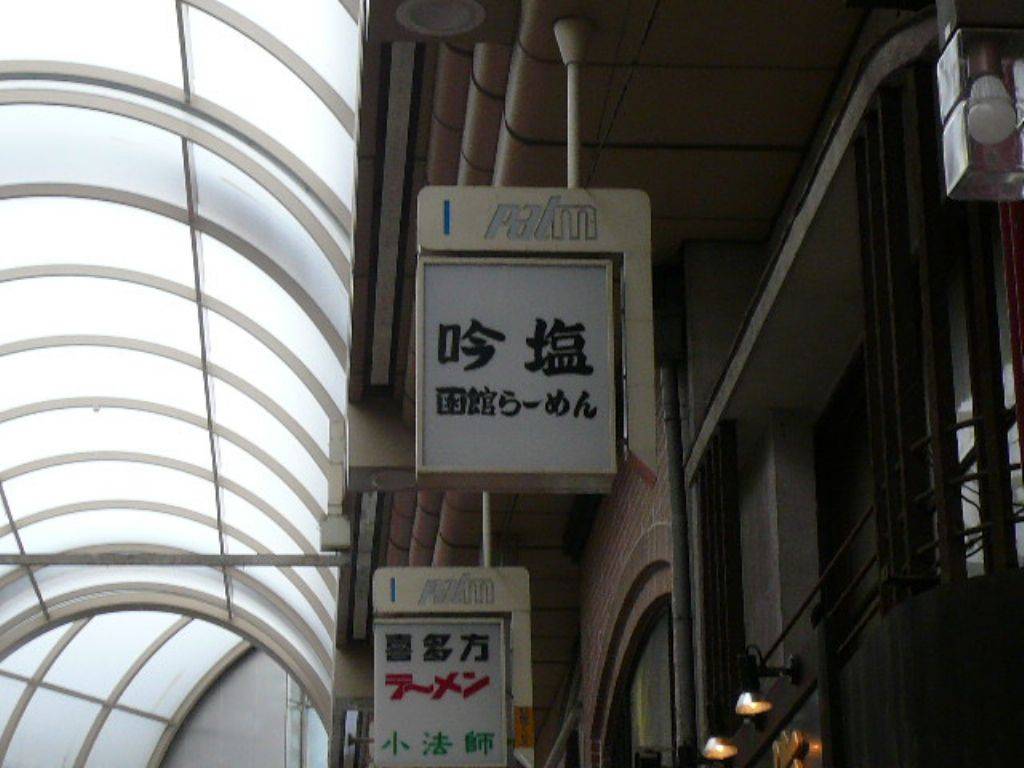 Palm
吟塩
函館らーめん
Palm
喜多方
ラーメン
小法師